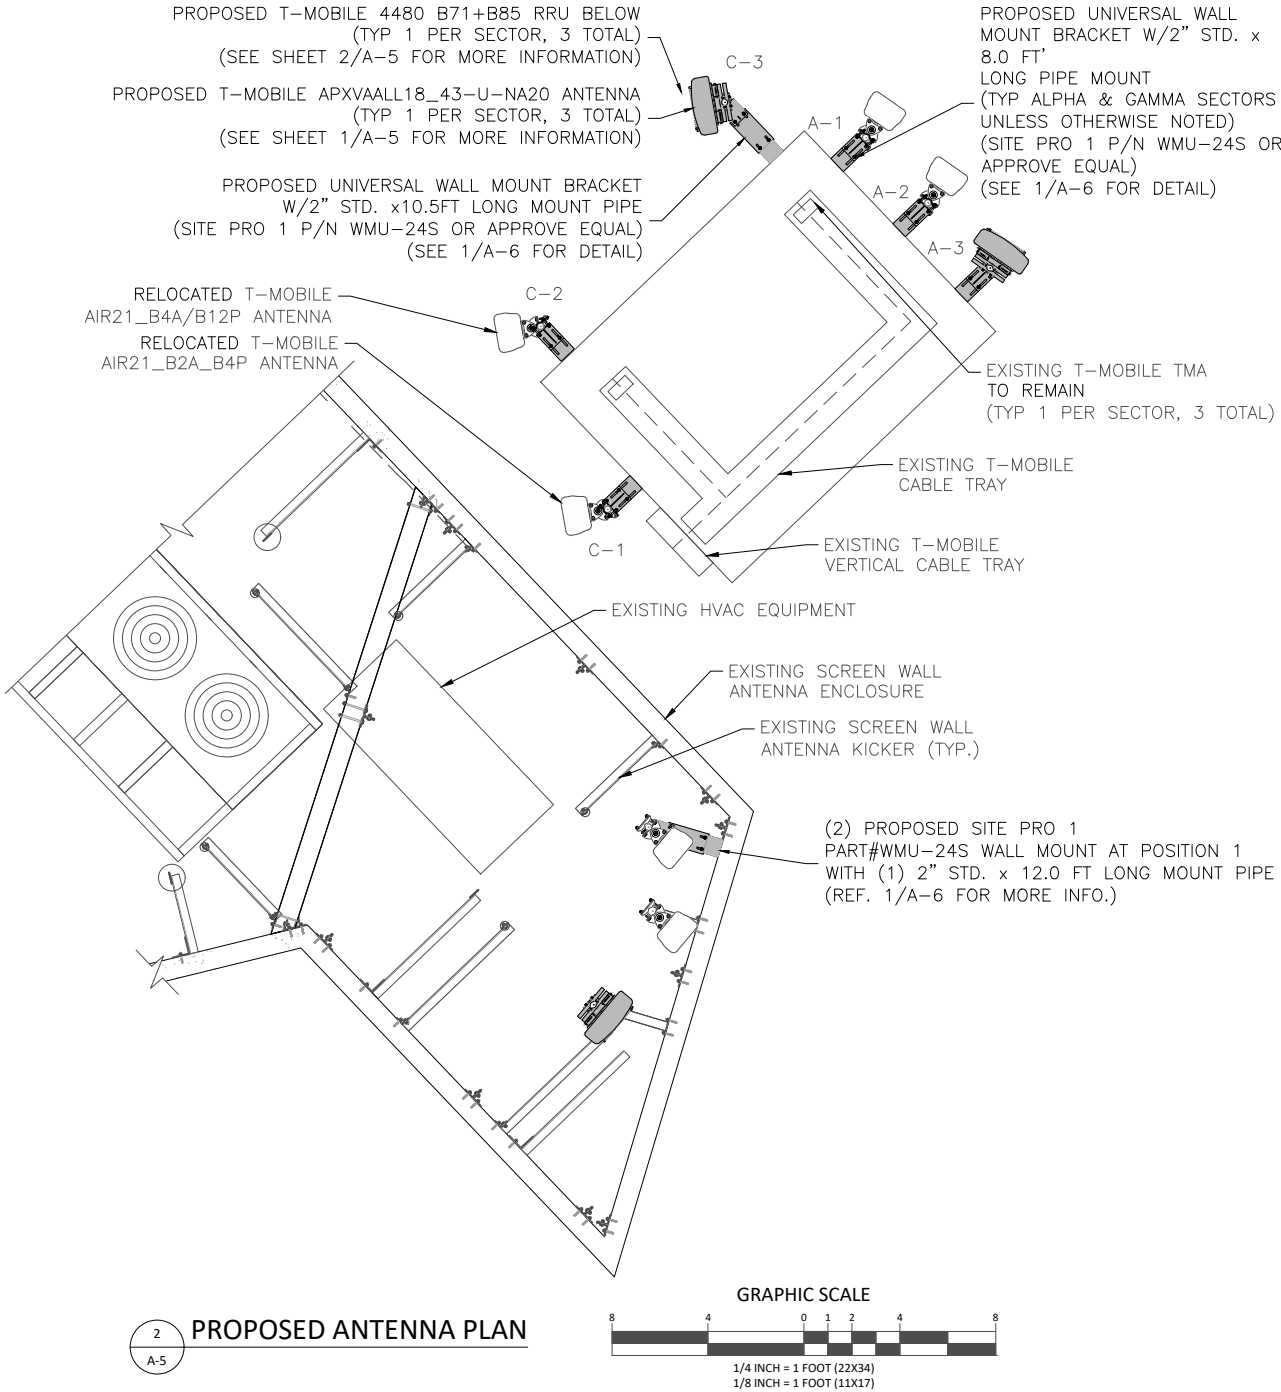 PROPOSED T-MOBILE 4480 B71+B85 RRU BELOW
(TYP 1 PER SECTOR, 3 TOTAL)
(SEE SHEET 2/A-5 FOR MORE INFORMATION)
PROPOSED T-MOBILE APXVAALL18_43-U-NA20 ANTENNA
(TYP 1 PER SECTOR, 3 TOTAL)
(SEE SHEET 1/A-5 FOR MORE INFORMATION)
PROPOSED UNIVERSAL WALL MOUNT BRACKET
W/2" STD. x10.5FT LONG MOUNT PIPE
(SITE PRO 1 P/N WMU-24S OR APPROVE EQUAL)
(SEE 1/A-6 FOR DETAIL)
C-3
A-1
A-2
A-3
PROPOSED UNIVERSAL WALL
MOUNT BRACKET W/2" STD. x
8.0 FT'
LONG PIPE MOUNT
(TYP ALPHA & GAMMA SECTORS
UNLESS OTHERWISE NOTED)
(SITE PRO 1 P/N WMU-24S OR
APPROVE EQUAL)
(SEE 1/A-6 FOR DETAIL)
RELOCATED T-MOBILE
AIR21_B4A/B12P ANTENNA
RELOCATED T-MOBILE
AIR21_B2A_B4P ANTENNA
C-2
C-1
EXISTING T-MOBILE TMA
TO REMAIN
(TYP 1 PER SECTOR, 3 TOTAL)
EXISTING T-MOBILE
CABLE TRAY
EXISTING T-MOBILE
VERTICAL CABLE TRAY
EXISTING HVAC EQUIPMENT
EXISTING SCREEN WALL
ANTENNA ENCLOSURE
EXISTING SCREEN WALL
ANTENNA KICKER (TYP.)
(2) PROPOSED SITE PRO 1
PART#WMU-24S WALL MOUNT AT POSITION 1
WITH (1) 2" STD. x 12.0 FT LONG MOUNT PIPE
(REF. 1/A-6 FOR MORE INFO.)
2
A-5
PROPOSED ANTENNA PLAN
GRAPHIC SCALE
8 4 0 1 2 4 8
1/4 INCH = 1 FOOT (22X34)
1/8 INCH = 1 FOOT (11X17)